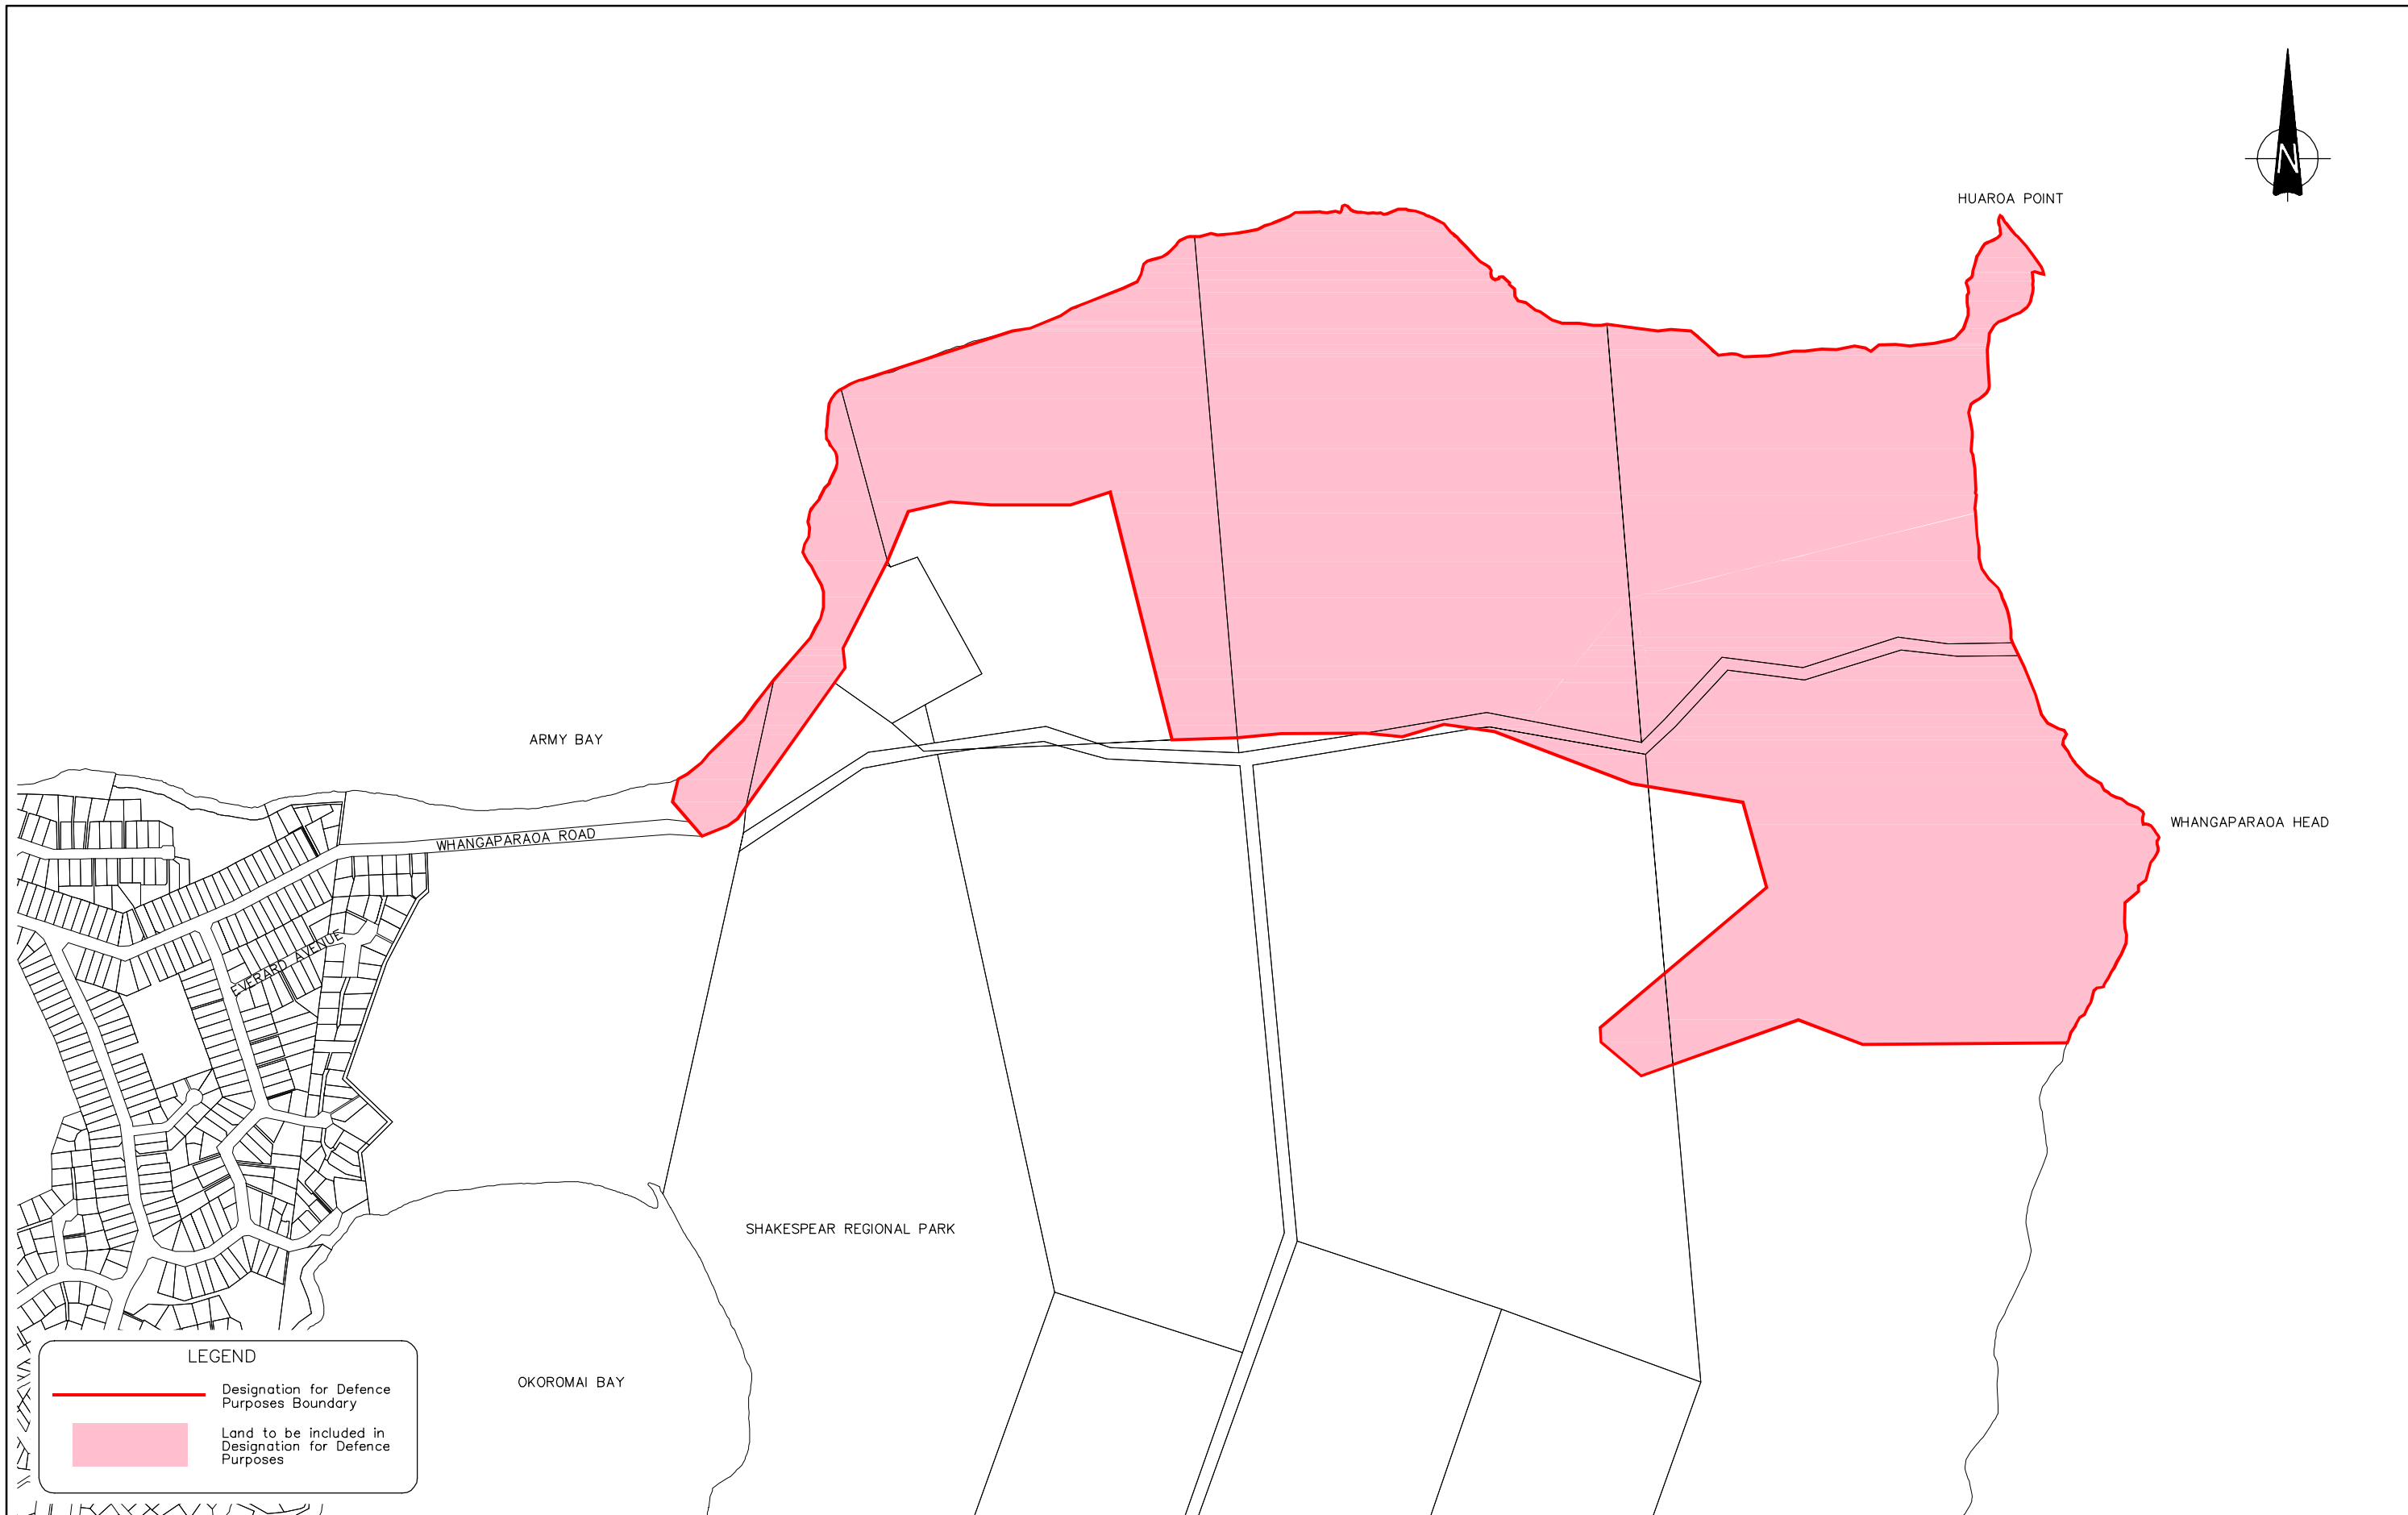 N
HUAROA POINT
ARMY BAY
WHANGAPARAOA HEAD
WHANGAPARAOA ROAD
EVERARD AVENUE
SHAKESPEAR REGIONAL PARK
OKOROMAI BAY
LEGEND
Designation for Defence
Purposes Boundary
Land to be included in
Designation for Defence
Purposes